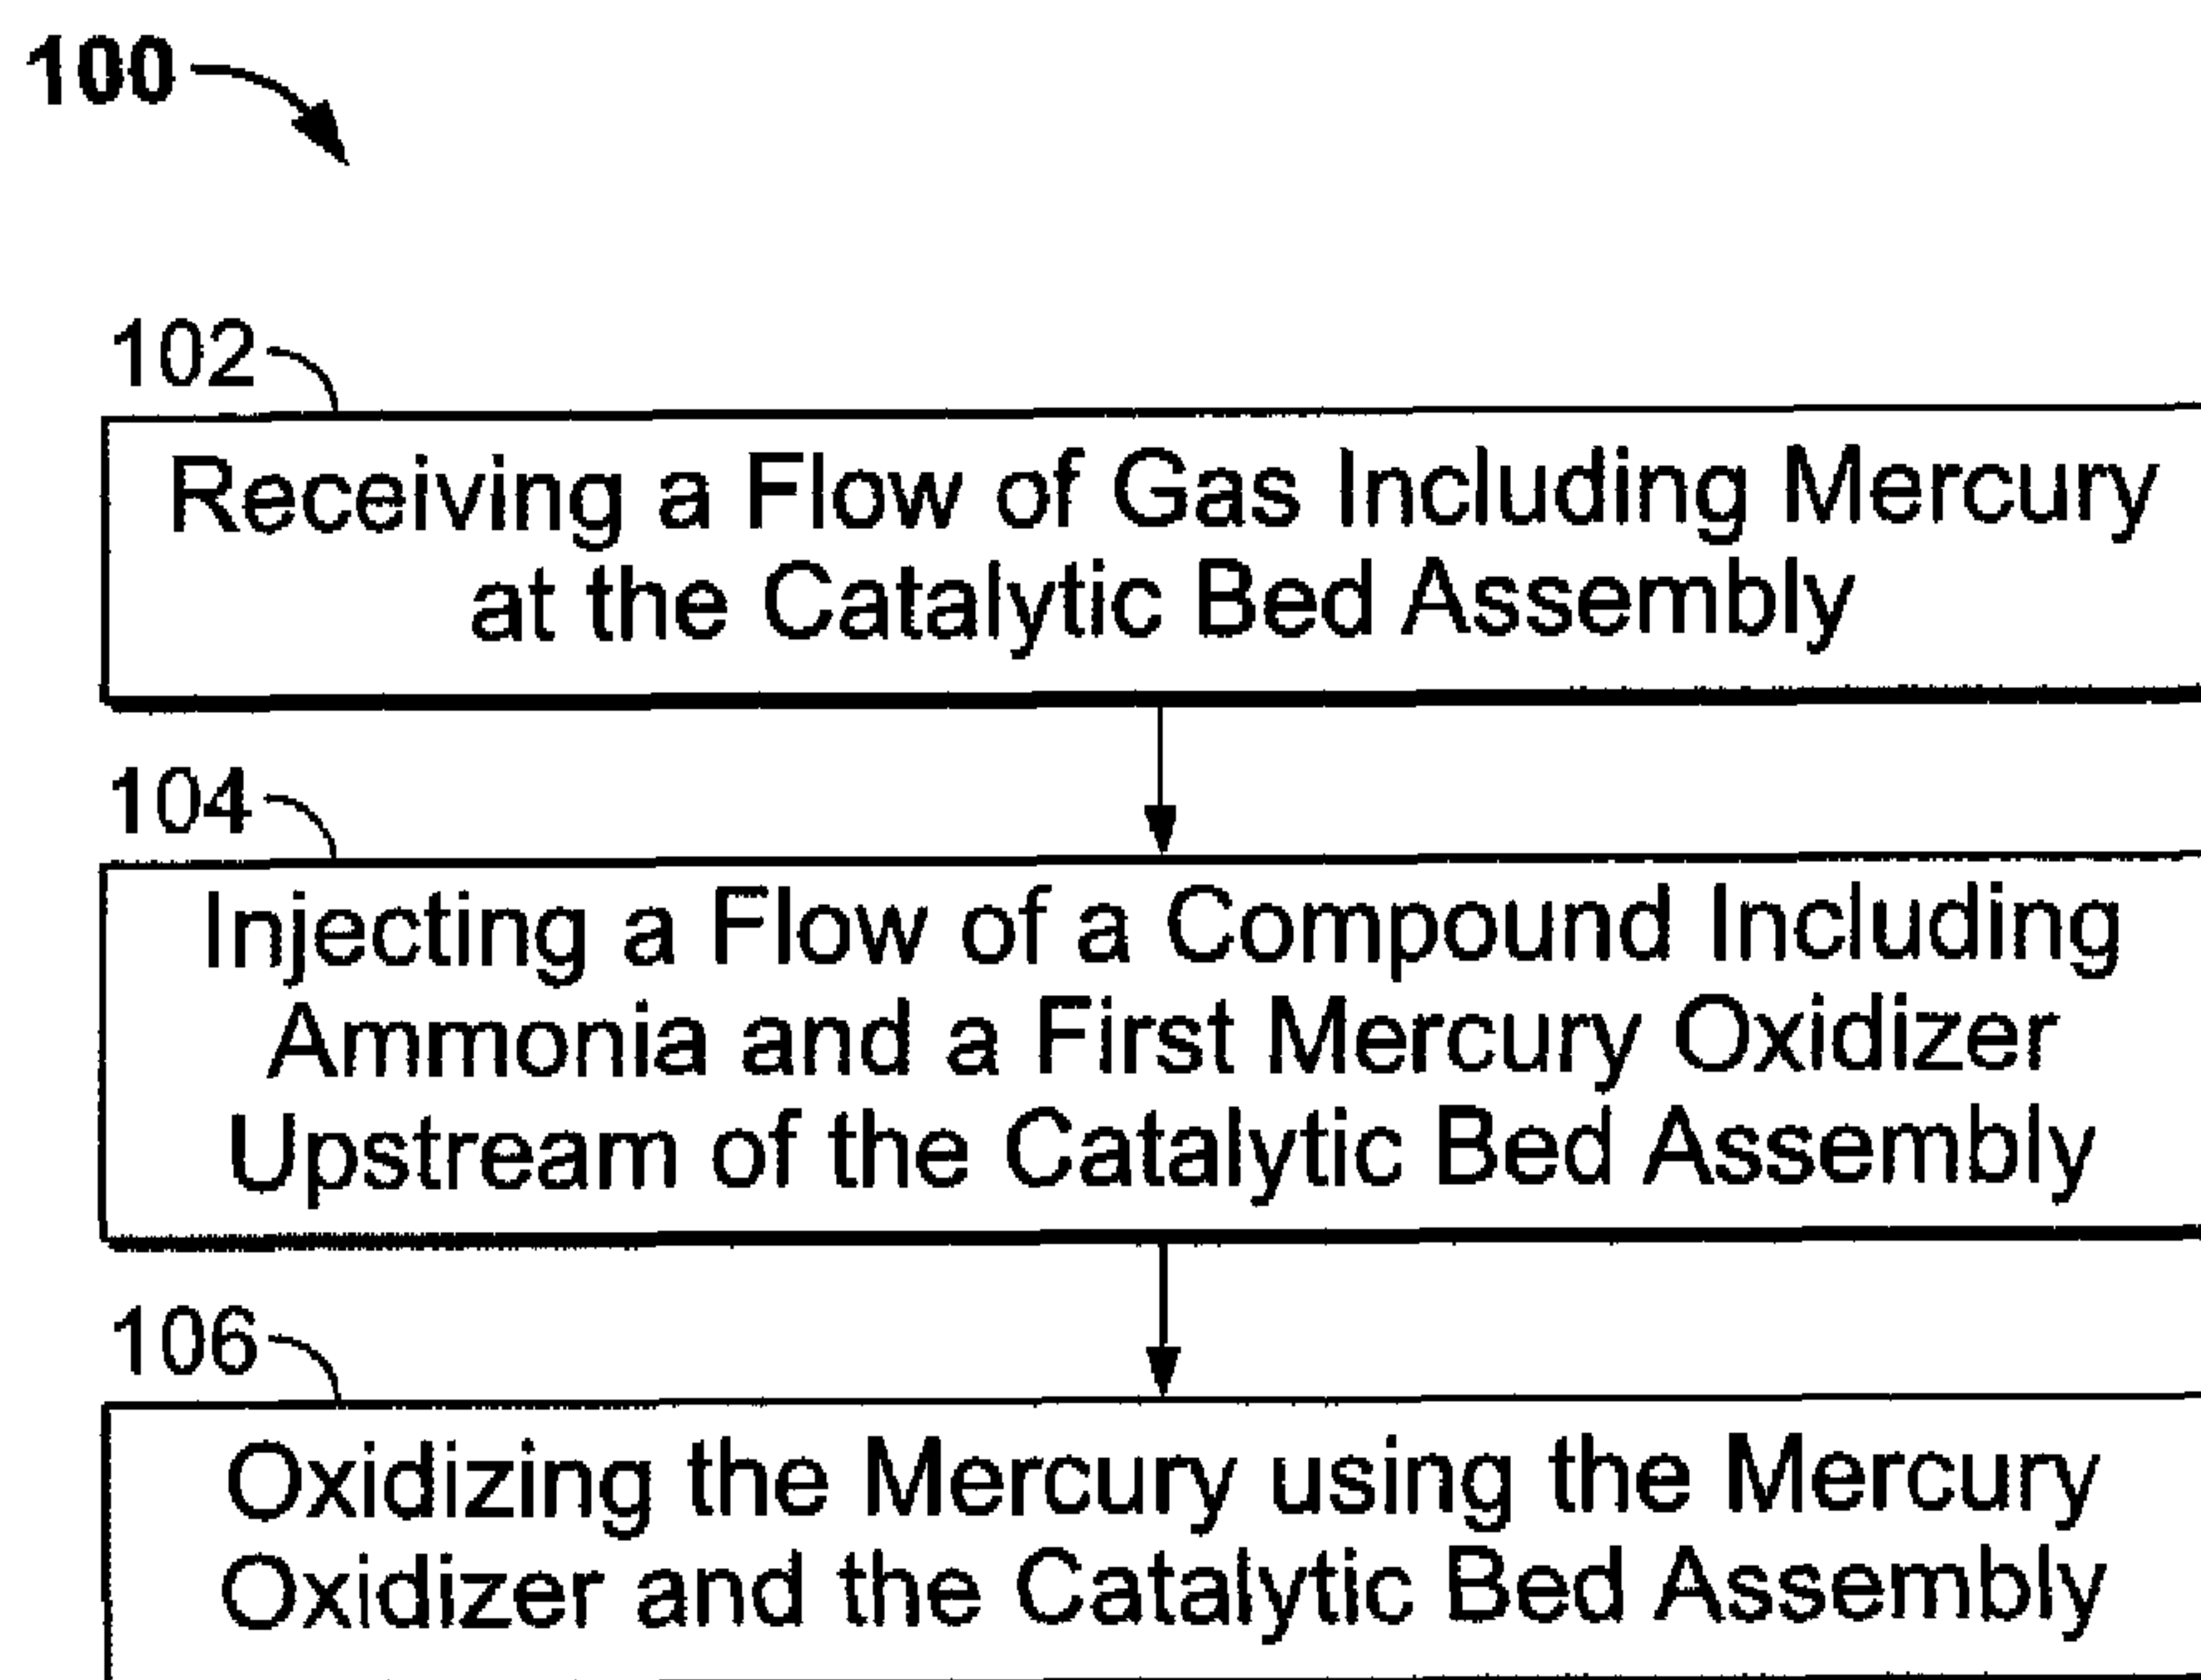 100
102
Receiving a Flow of Gas Including Mercury
at the Catalytic Bed Assembly
104
Injecting a Flow of a Compound Including
Ammonia and a First Mercury Oxidizer
Upstream of the Catalytic Bed Assembly
106
Oxidizing the Mercury using the Mercury
Oxidizer and the Catalytic Bed Assembly